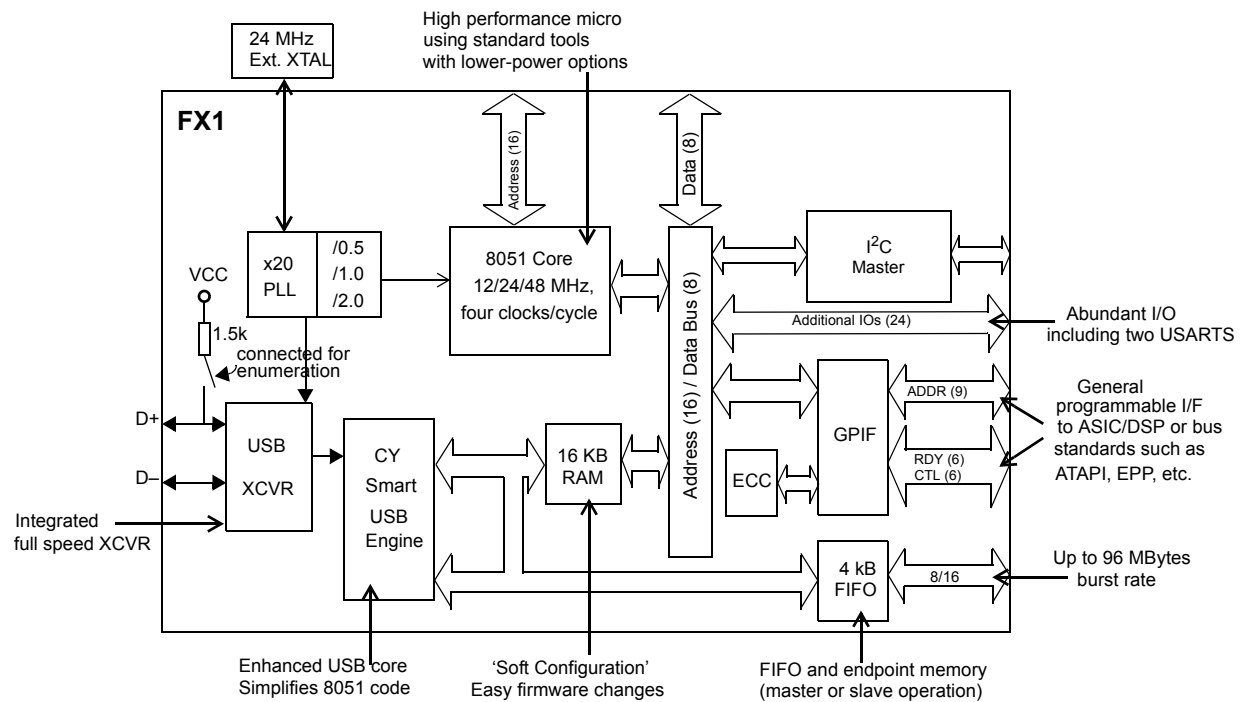 High performance micro
using standard tools
with lower-power options
24 MHz
Ext. XTAL
FX1
Address (16)
Data (8)
x20
PLL
/0.5
/1.0
/2.0
8051 Core
12/24/48 MHz,
four clocks/cycle
Address (16) / Data Bus (8)
I²C
Master
VCC
1.5k
connected for
enumeration
Additional IOs (24)
Abundant I/O
including two USARTS
D+
D–
USB
XCVR
CY
Smart
USB
Engine
16 KB
RAM
ECC
GPIF
ADDR (9)
RDY (6)
CTL (6)
General
programmable I/F
to ASIC/DSP or bus
standards such as
ATAPI, EPP, etc.
Integrated
full speed XCVR
4 kB
FIFO
8/16
Up to 96 MBytes
burst rate
Enhanced USB core
Simplifies 8051 code
‘Soft Configuration’
Easy firmware changes
FIFO and endpoint memory
(master or slave operation)